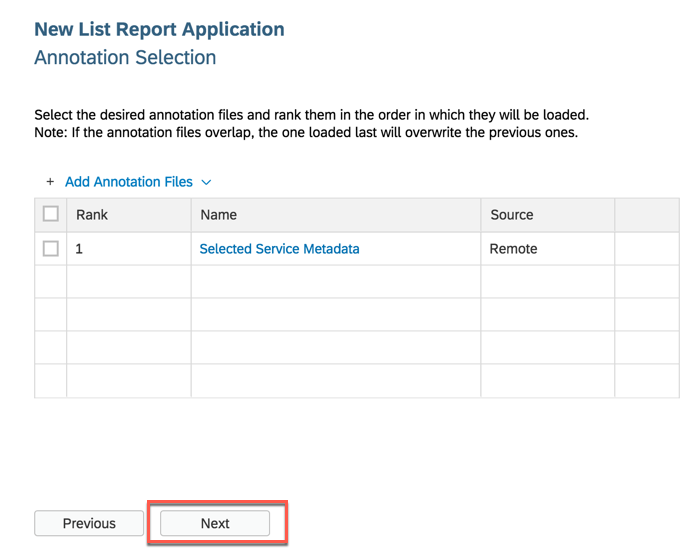 New List Report Application
Annotation Selection
Select the desired annotation files and rank them in the order in which they will be loaded.
Note: If the annotation files overlap, the one loaded last will overwrite the previous ones.
+ Add Annotation Files
Rank Name Source
1 Selected Service Metadata Remote
Previous Next